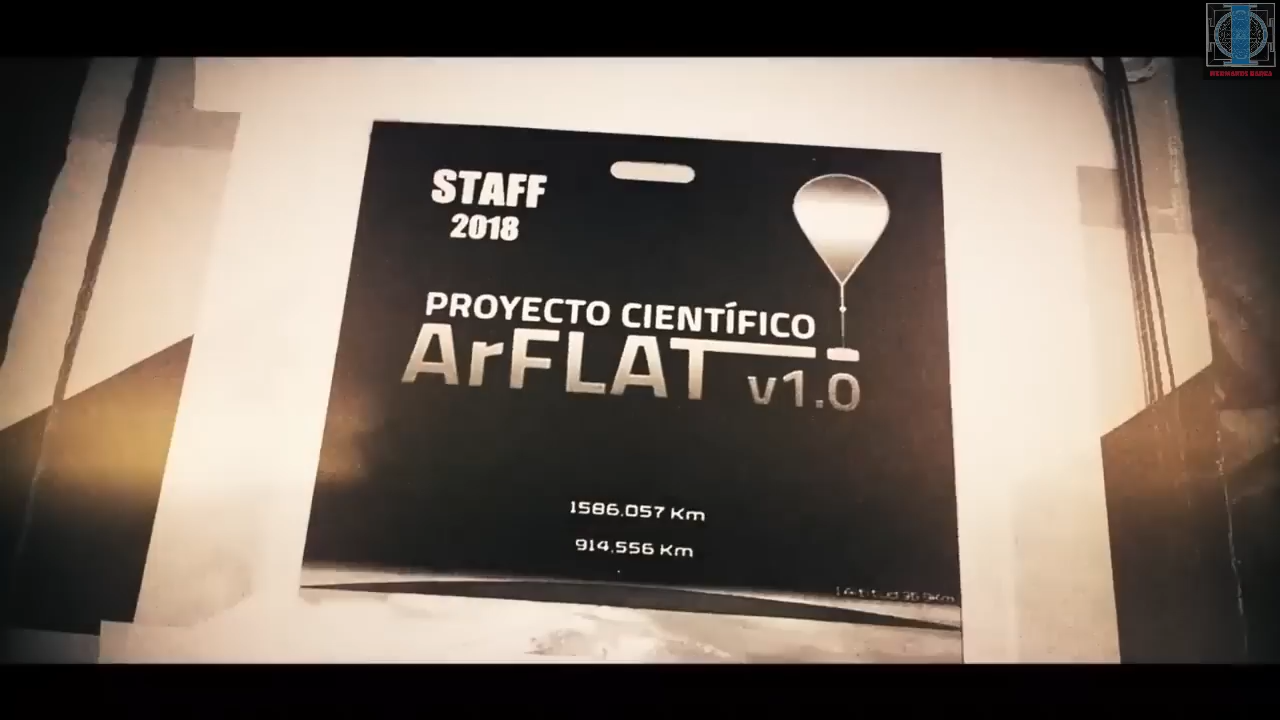 STAFF
2018
PROYECTO CIENTÍFICO
ArFLAT v1.0
1586.057 Km
914.556 Km